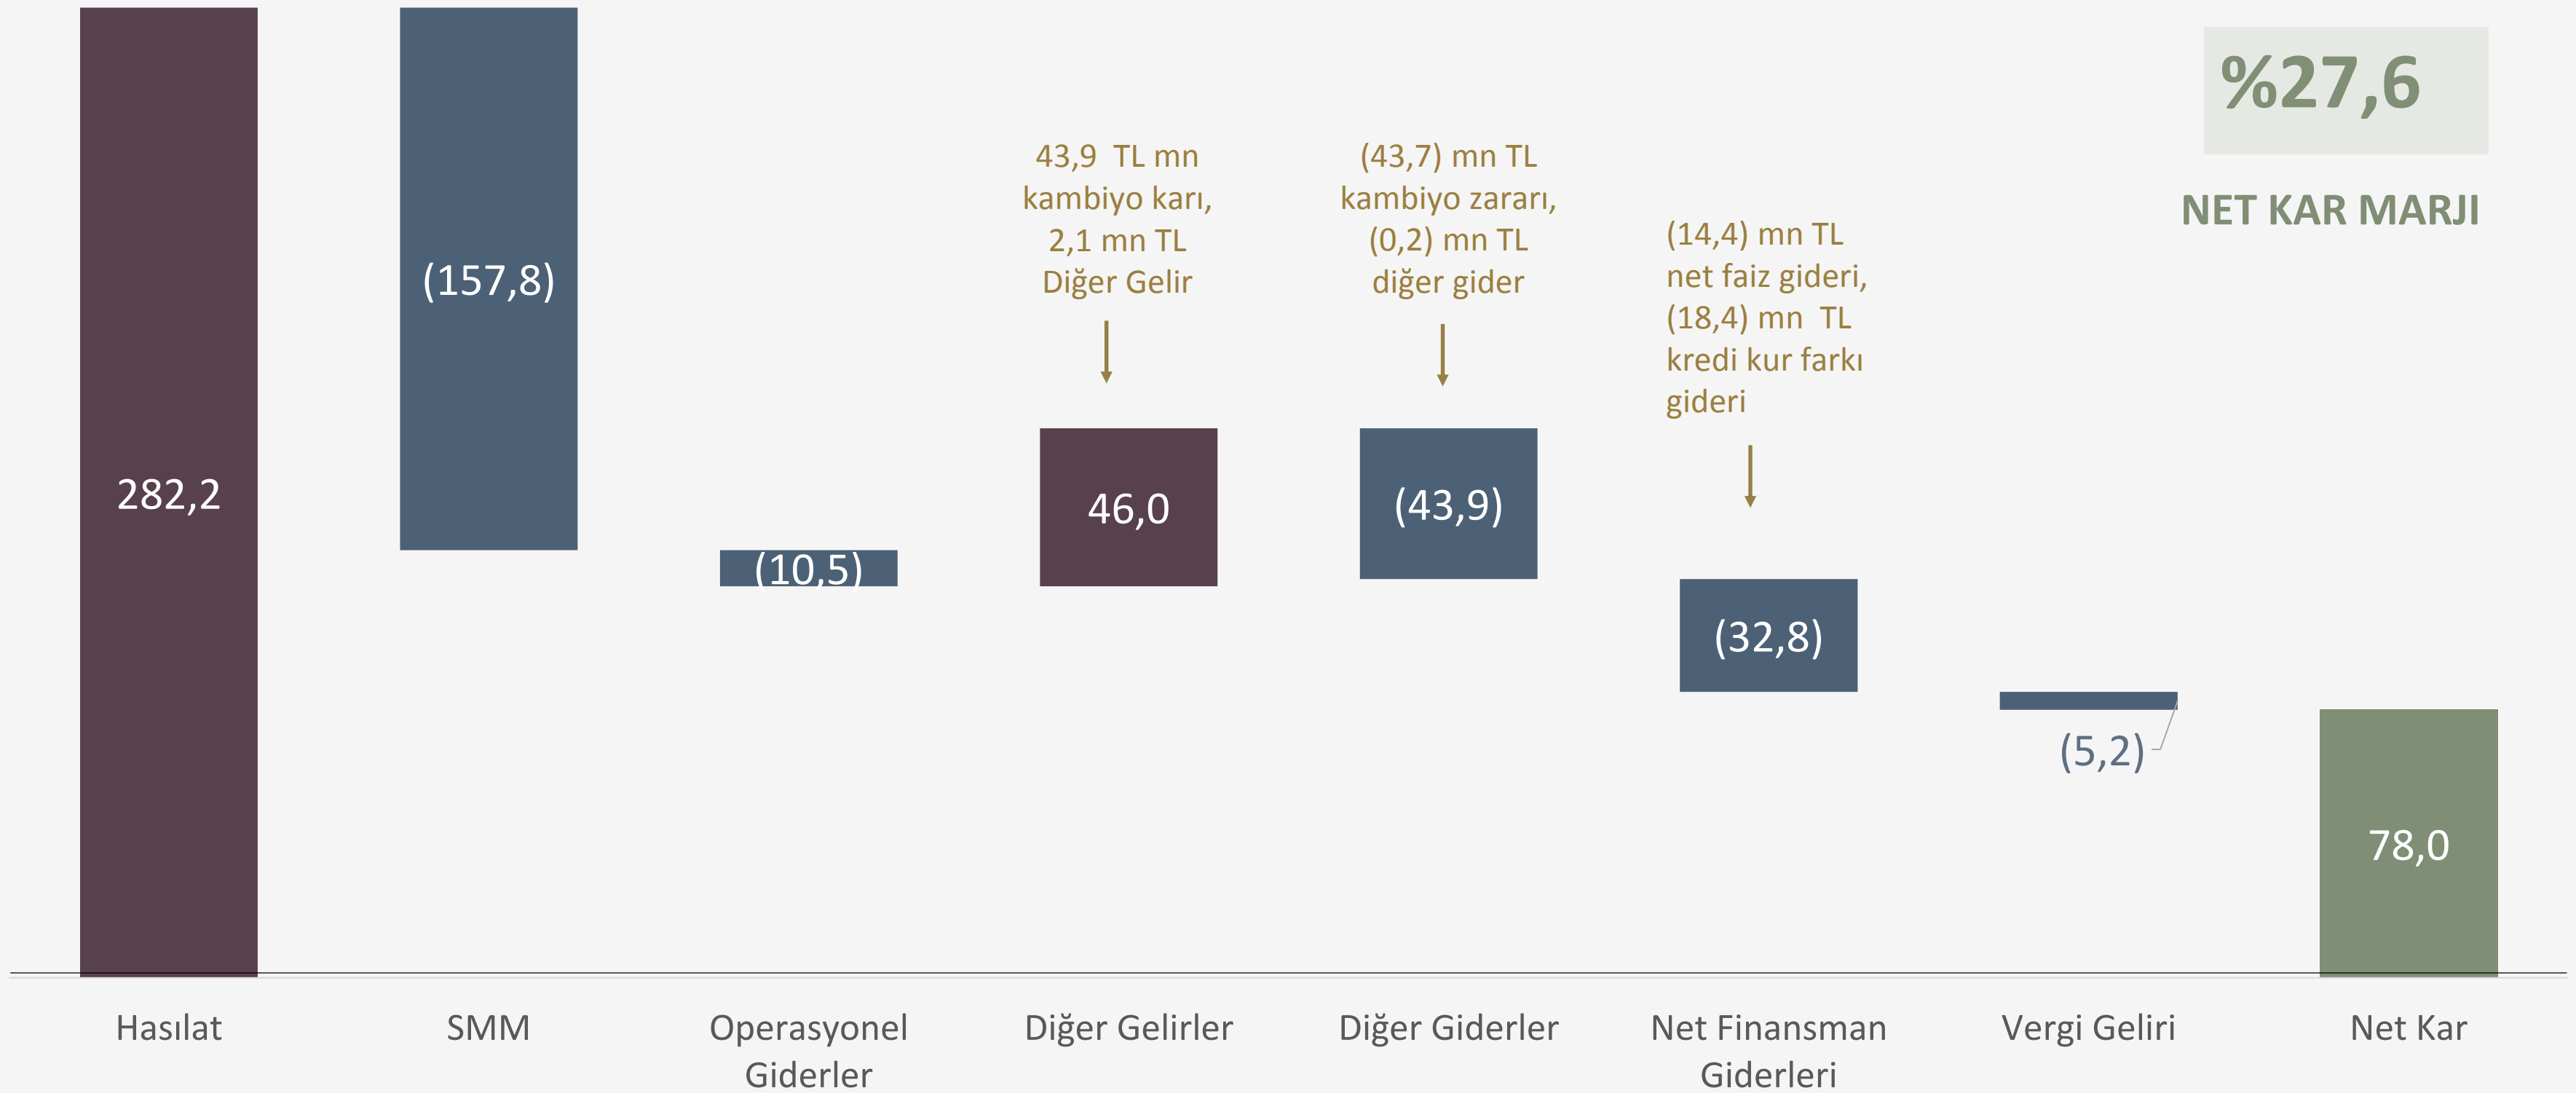 %27,6
NET KAR MARJI
43,9  TL mn
kambiyo karı,
2,1 mn TL
Diğer Gelir
(43,7) mn TL
kambiyo zararı,
(0,2) mn TL
diğer gider
(14,4) mn TL
net faiz gideri,
(18,4) mn  TL
kredi kur farkı
gideri
282,2
(157,8)
(10,5)
46,0
(43,9)
(32,8)
(5,2)
78,0
Hasılat
SMM
Operasyonel
Giderler
Diğer Gelirler
Diğer Giderler
Net Finansman
Giderleri
Vergi Geliri
Net Kar